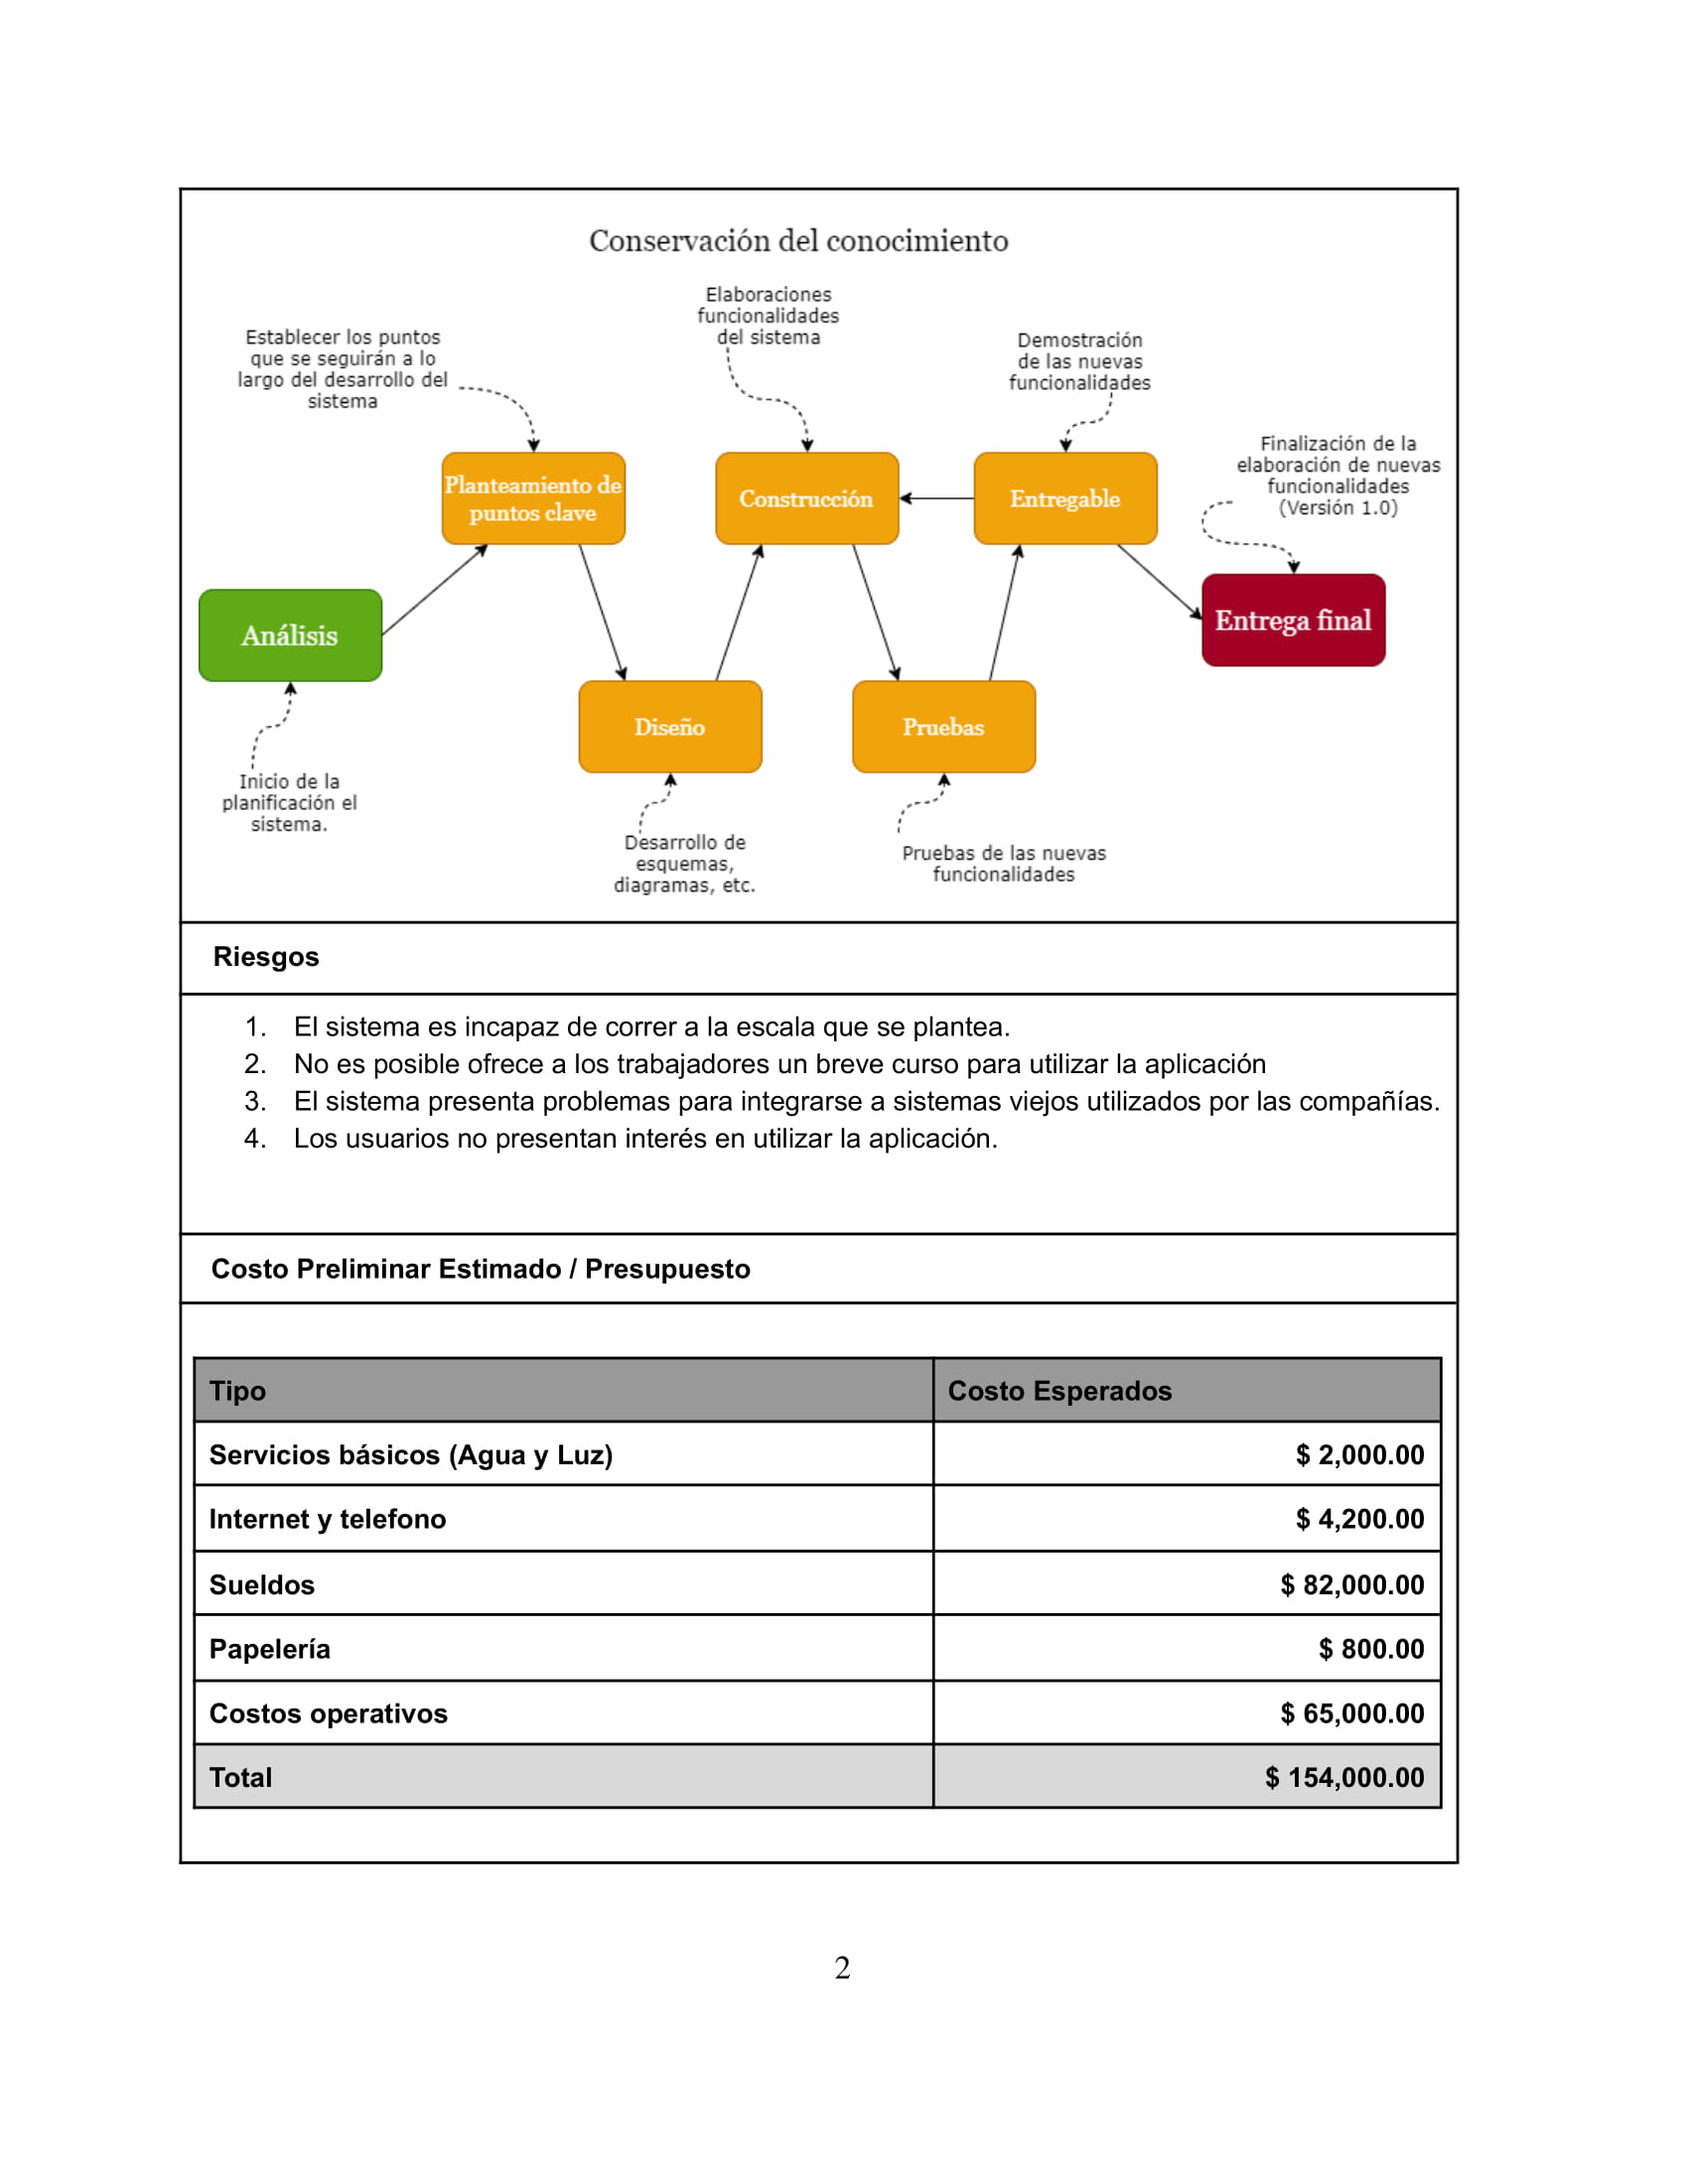 Conservación del conocimiento
Elaboraciones
funcionalidades
del sistema
Establecer los puntos
que se seguirán a lo
largo del desarrollo del
sistema
Demostración
de las nuevas
funcionalidades
Finalización de la
elaboración de nuevas
funcionalidades
(Versión 1.0)
Planteamiento de
puntos clave
Construcción
Entregable
Análisis
Entrega final
Diseño
Pruebas
Inicio de la
planificación el
sistema.
Desarrollo de
esquemas,
diagramas, etc.
Pruebas de las nuevas
funcionalidades
Riesgos
1. El sistema es incapaz de correr a la escala que se plantea.
2. No es posible ofrece a los trabajadores un breve curso para utilizar la aplicación
3. El sistema presenta problemas para integrarse a sistemas viejos utilizados por las compañías.
4. Los usuarios no presentan interés en utilizar la aplicación.
Costo Preliminar Estimado / Presupuesto
Tipo Costo Esperados
Servicios básicos (Agua y Luz) $ 2,000.00
Internet y telefono $ 4,200.00
Sueldos $ 82,000.00
Papelería $ 800.00
Costos operativos $ 65,000.00
Total $ 154,000.00
2